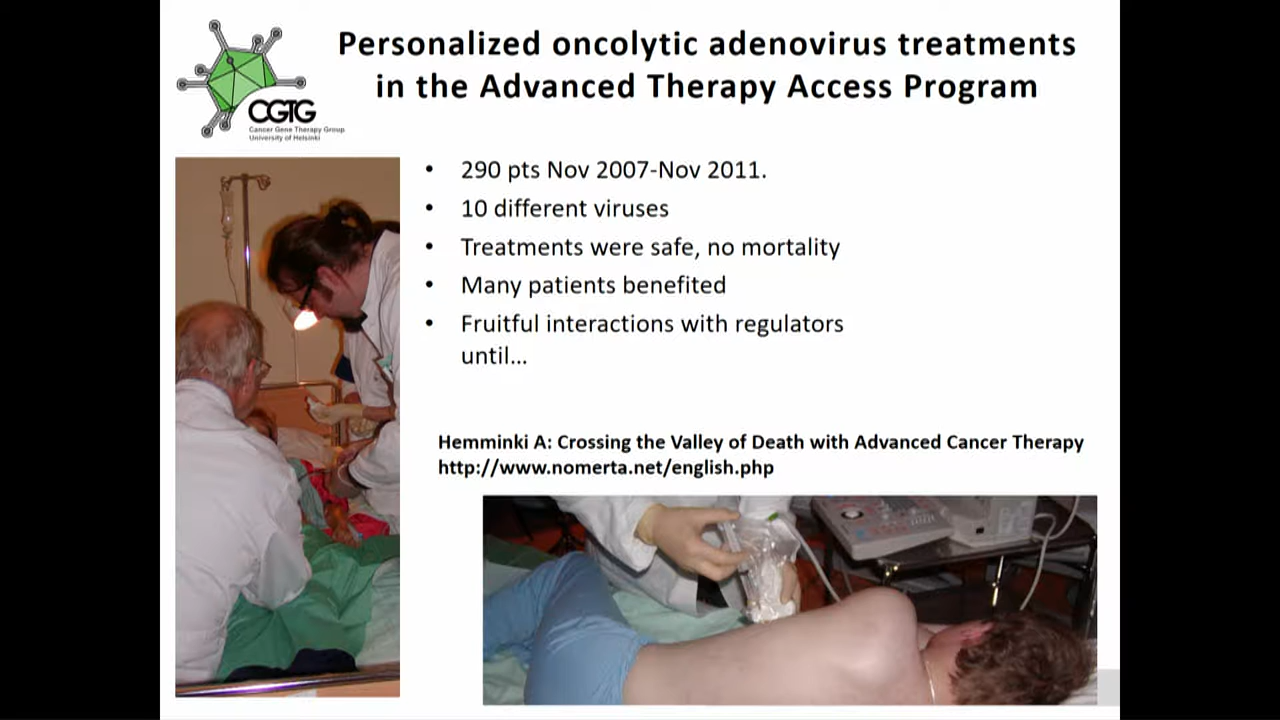 Personalized oncolytic adenovirus treatments
in the Advanced Therapy Access Program
CGTG
Cancer Gene Therapy Group
University of Helsinki
• 290 pts Nov 2007-Nov 2011.
• 10 different viruses
• Treatments were safe, no mortality
• Many patients benefited
• Fruitful interactions with regulators
until…
Hemminki A: Crossing the Valley of Death with Advanced Cancer Therapy
http://www.nomerta.net/english.php